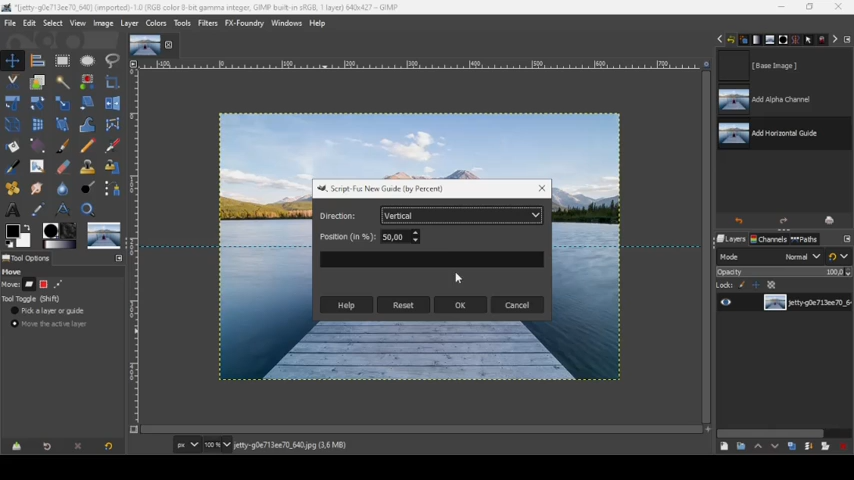 *[jetty-g0e713ee70_640] (imported)-1.0 (RGB color 8-bit gamma integer, GIMP built-in sRGB, 1 layer) 640x427 – GIMP
File Edit Select View Image Layer Colors Tools Filters FX-Foundry Windows Help
[ Base Image ]
Add Alpha Channel
Add Horizontal Guide
Script-Fu: New Guide (by Percent)
Direction: Vertical
Position (in %): 50,00
Help Reset OK Cancel
Tool Options
Move
Move:
Tool Toggle (Shift)
Pick a layer or guide
Move the active layer
Layers Channels Paths
Mode Normal
Opacity 100,0
Lock:
jetty-g0e713ee70_64
px 100 % jetty-g0e713ee70_640.jpg (3,6 MB)